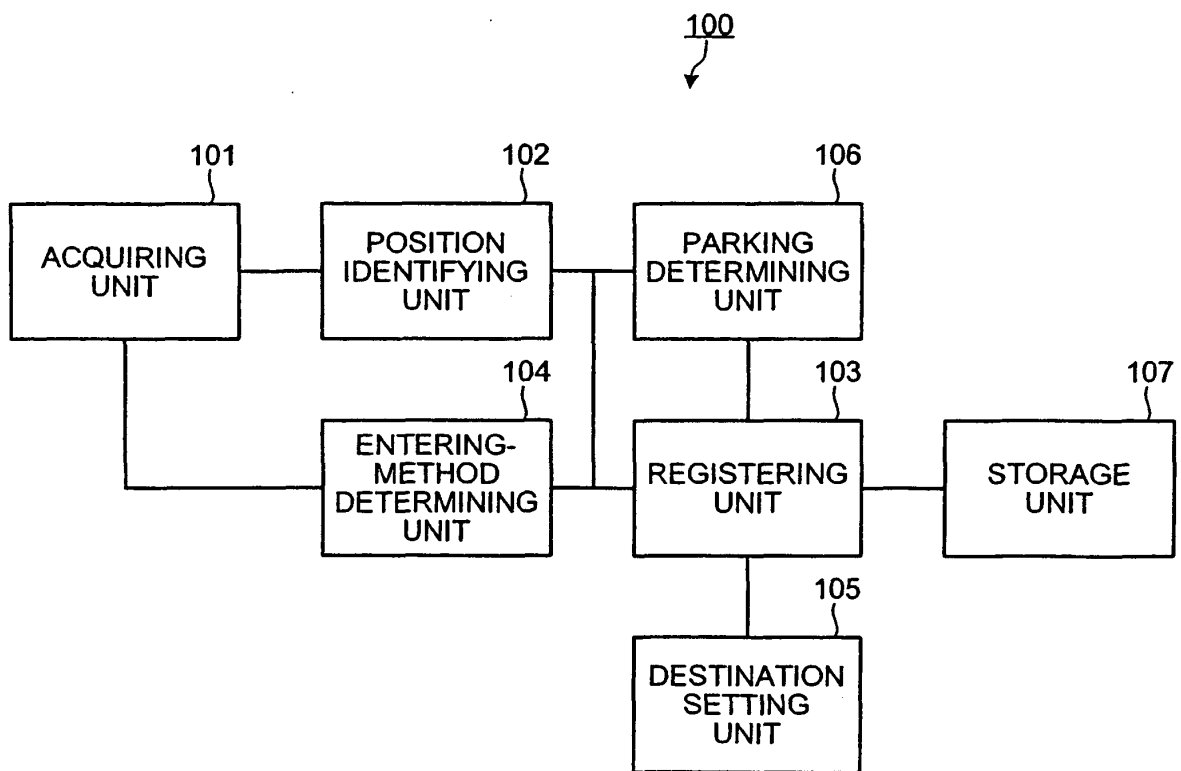 100
101
102
106
ACQUIRING
UNIT
POSITION
IDENTIFYING
UNIT
PARKING
DETERMINING
UNIT
104
103
107
ENTERING-
METHOD
DETERMINING
UNIT
REGISTERING
UNIT
STORAGE
UNIT
105
DESTINATION
SETTING
UNIT